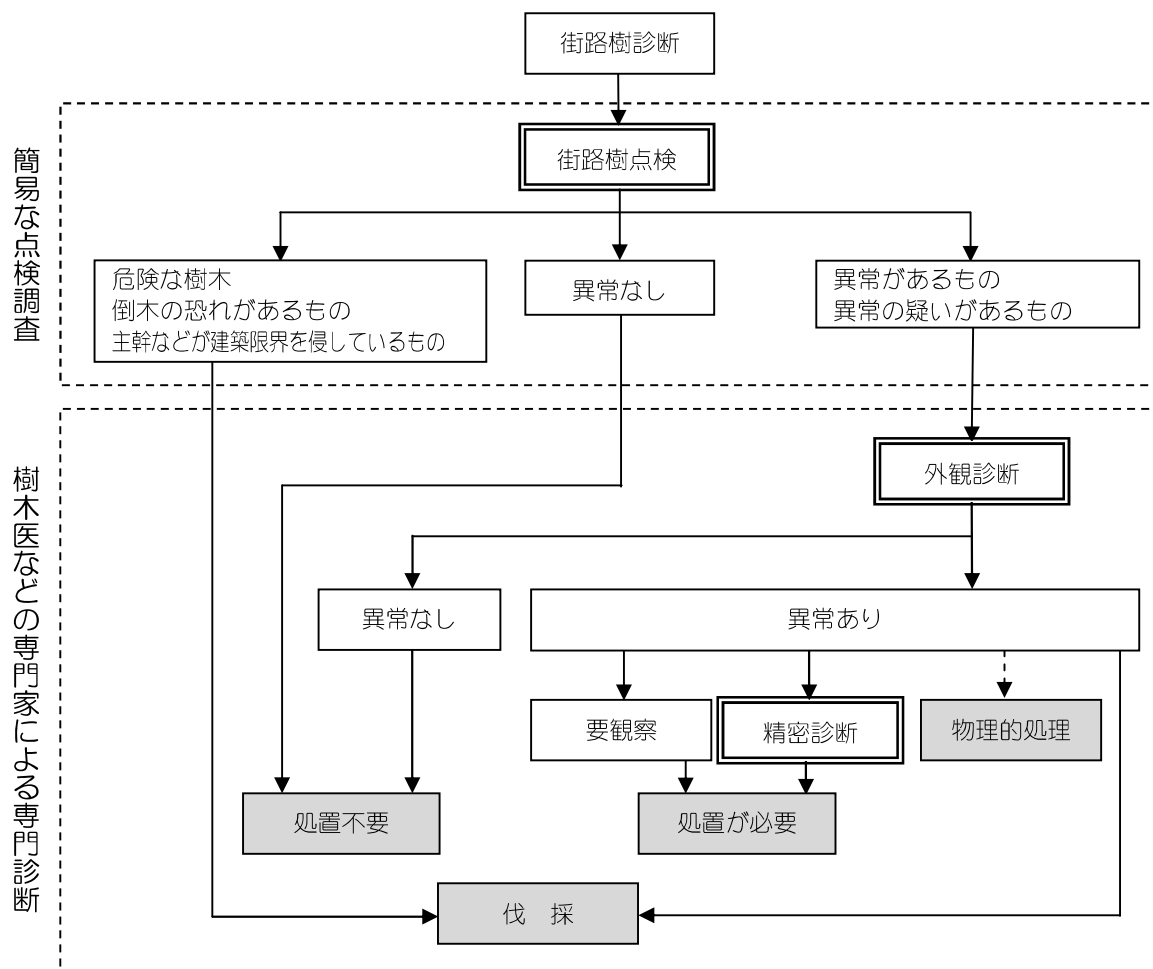 街路樹診断
簡易な点検調査
街路樹点検
危険な樹木
倒木の恐れがあるもの
主幹などが建築限界を侵しているもの
異常なし
異常があるもの
異常の疑いがあるもの
樹木医などの専門家による専門診断
外観診断
異常なし
異常あり
要観察
精密診断
物理的処理
処置不要
処置が必要
伐　採